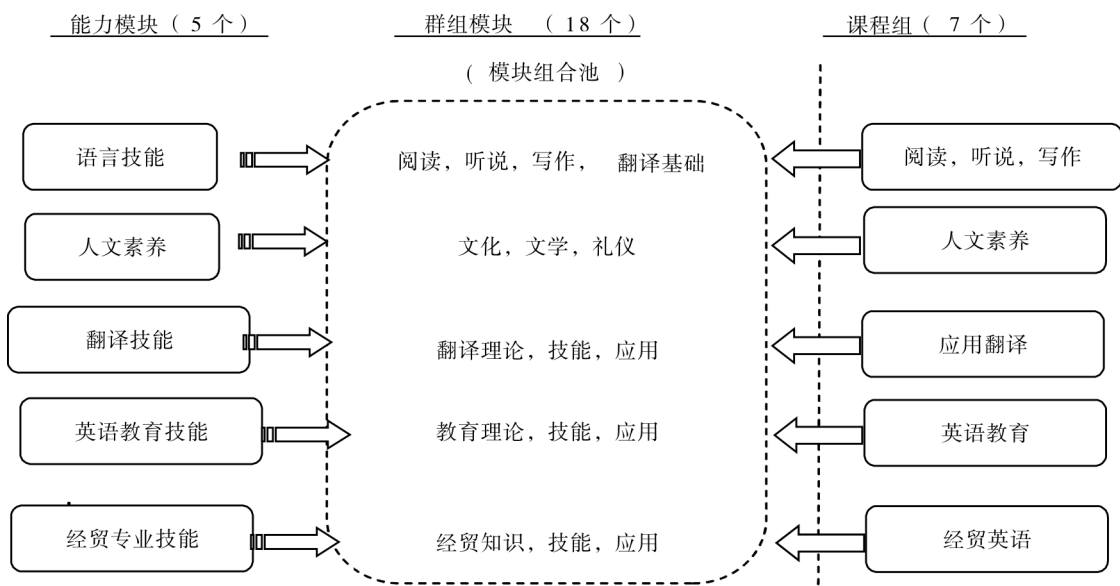 能力模块（ 5 个） 群组模块 （ 18 个） 课程组（ 7 个）
（ 模块组合池 ）
语言技能 阅读，听说，写作， 翻译基础 阅读，听说，写作
人文素养 文化，文学，礼仪 人文素养
翻译技能 翻译理论，技能，应用 应用翻译
英语教育技能 教育理论，技能，应用 英语教育
经贸专业技能 经贸知识，技能，应用 经贸英语